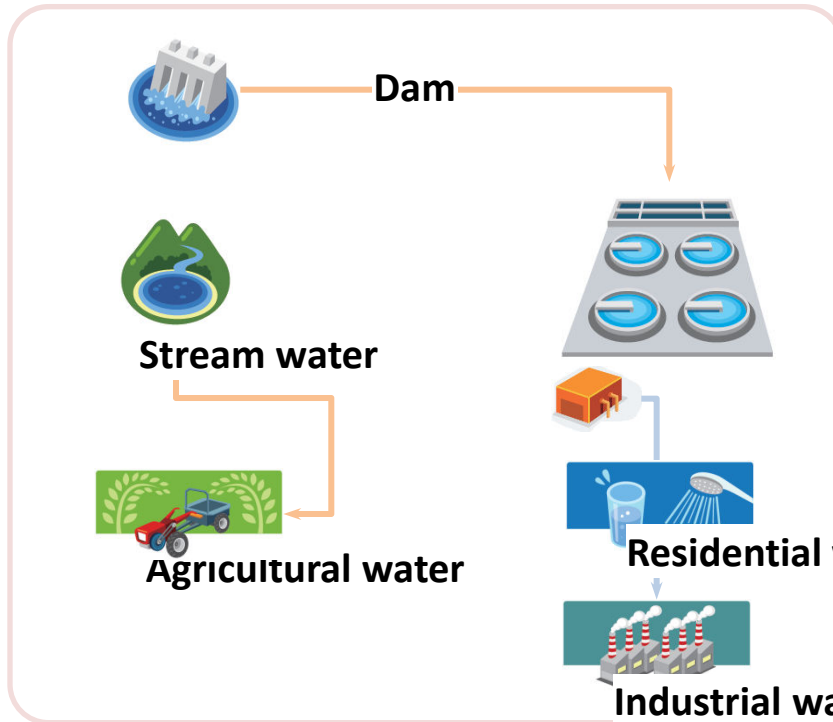 Dam
Stream water
Agricultural water
Residential
Industrial